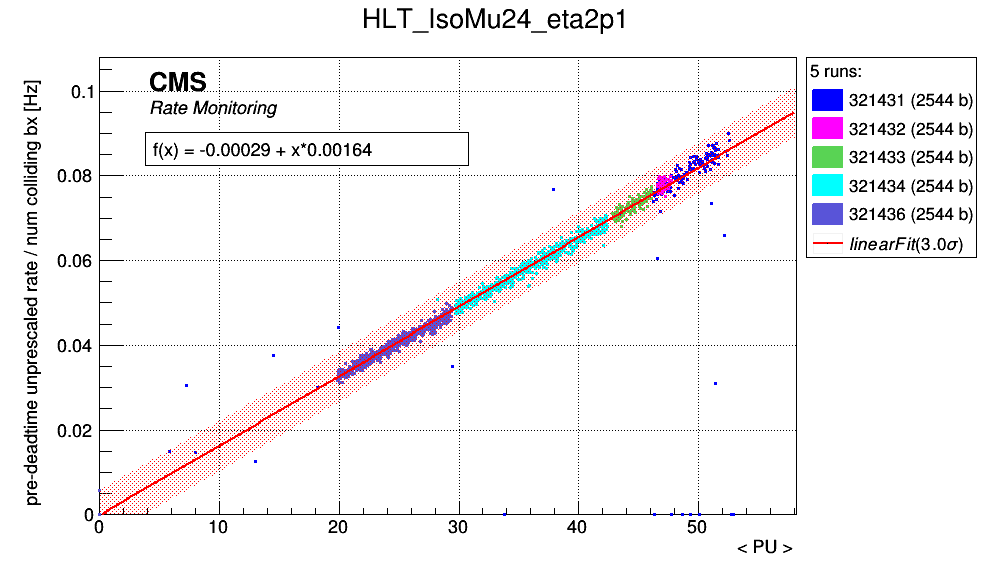 HLT_IsoMu24_eta2p1
CMS
Rate Monitoring
f(x) = -0.00029 + x*0.00164
pre-deadtime unprescaled rate / num colliding bx [Hz]
0.1
0.08
0.06
0.04
0.02
0
0 10 20 30 40 50
< PU >
5 runs:
321431 (2544 b)
321432 (2544 b)
321433 (2544 b)
321434 (2544 b)
321436 (2544 b)
linearFit(3.0σ)